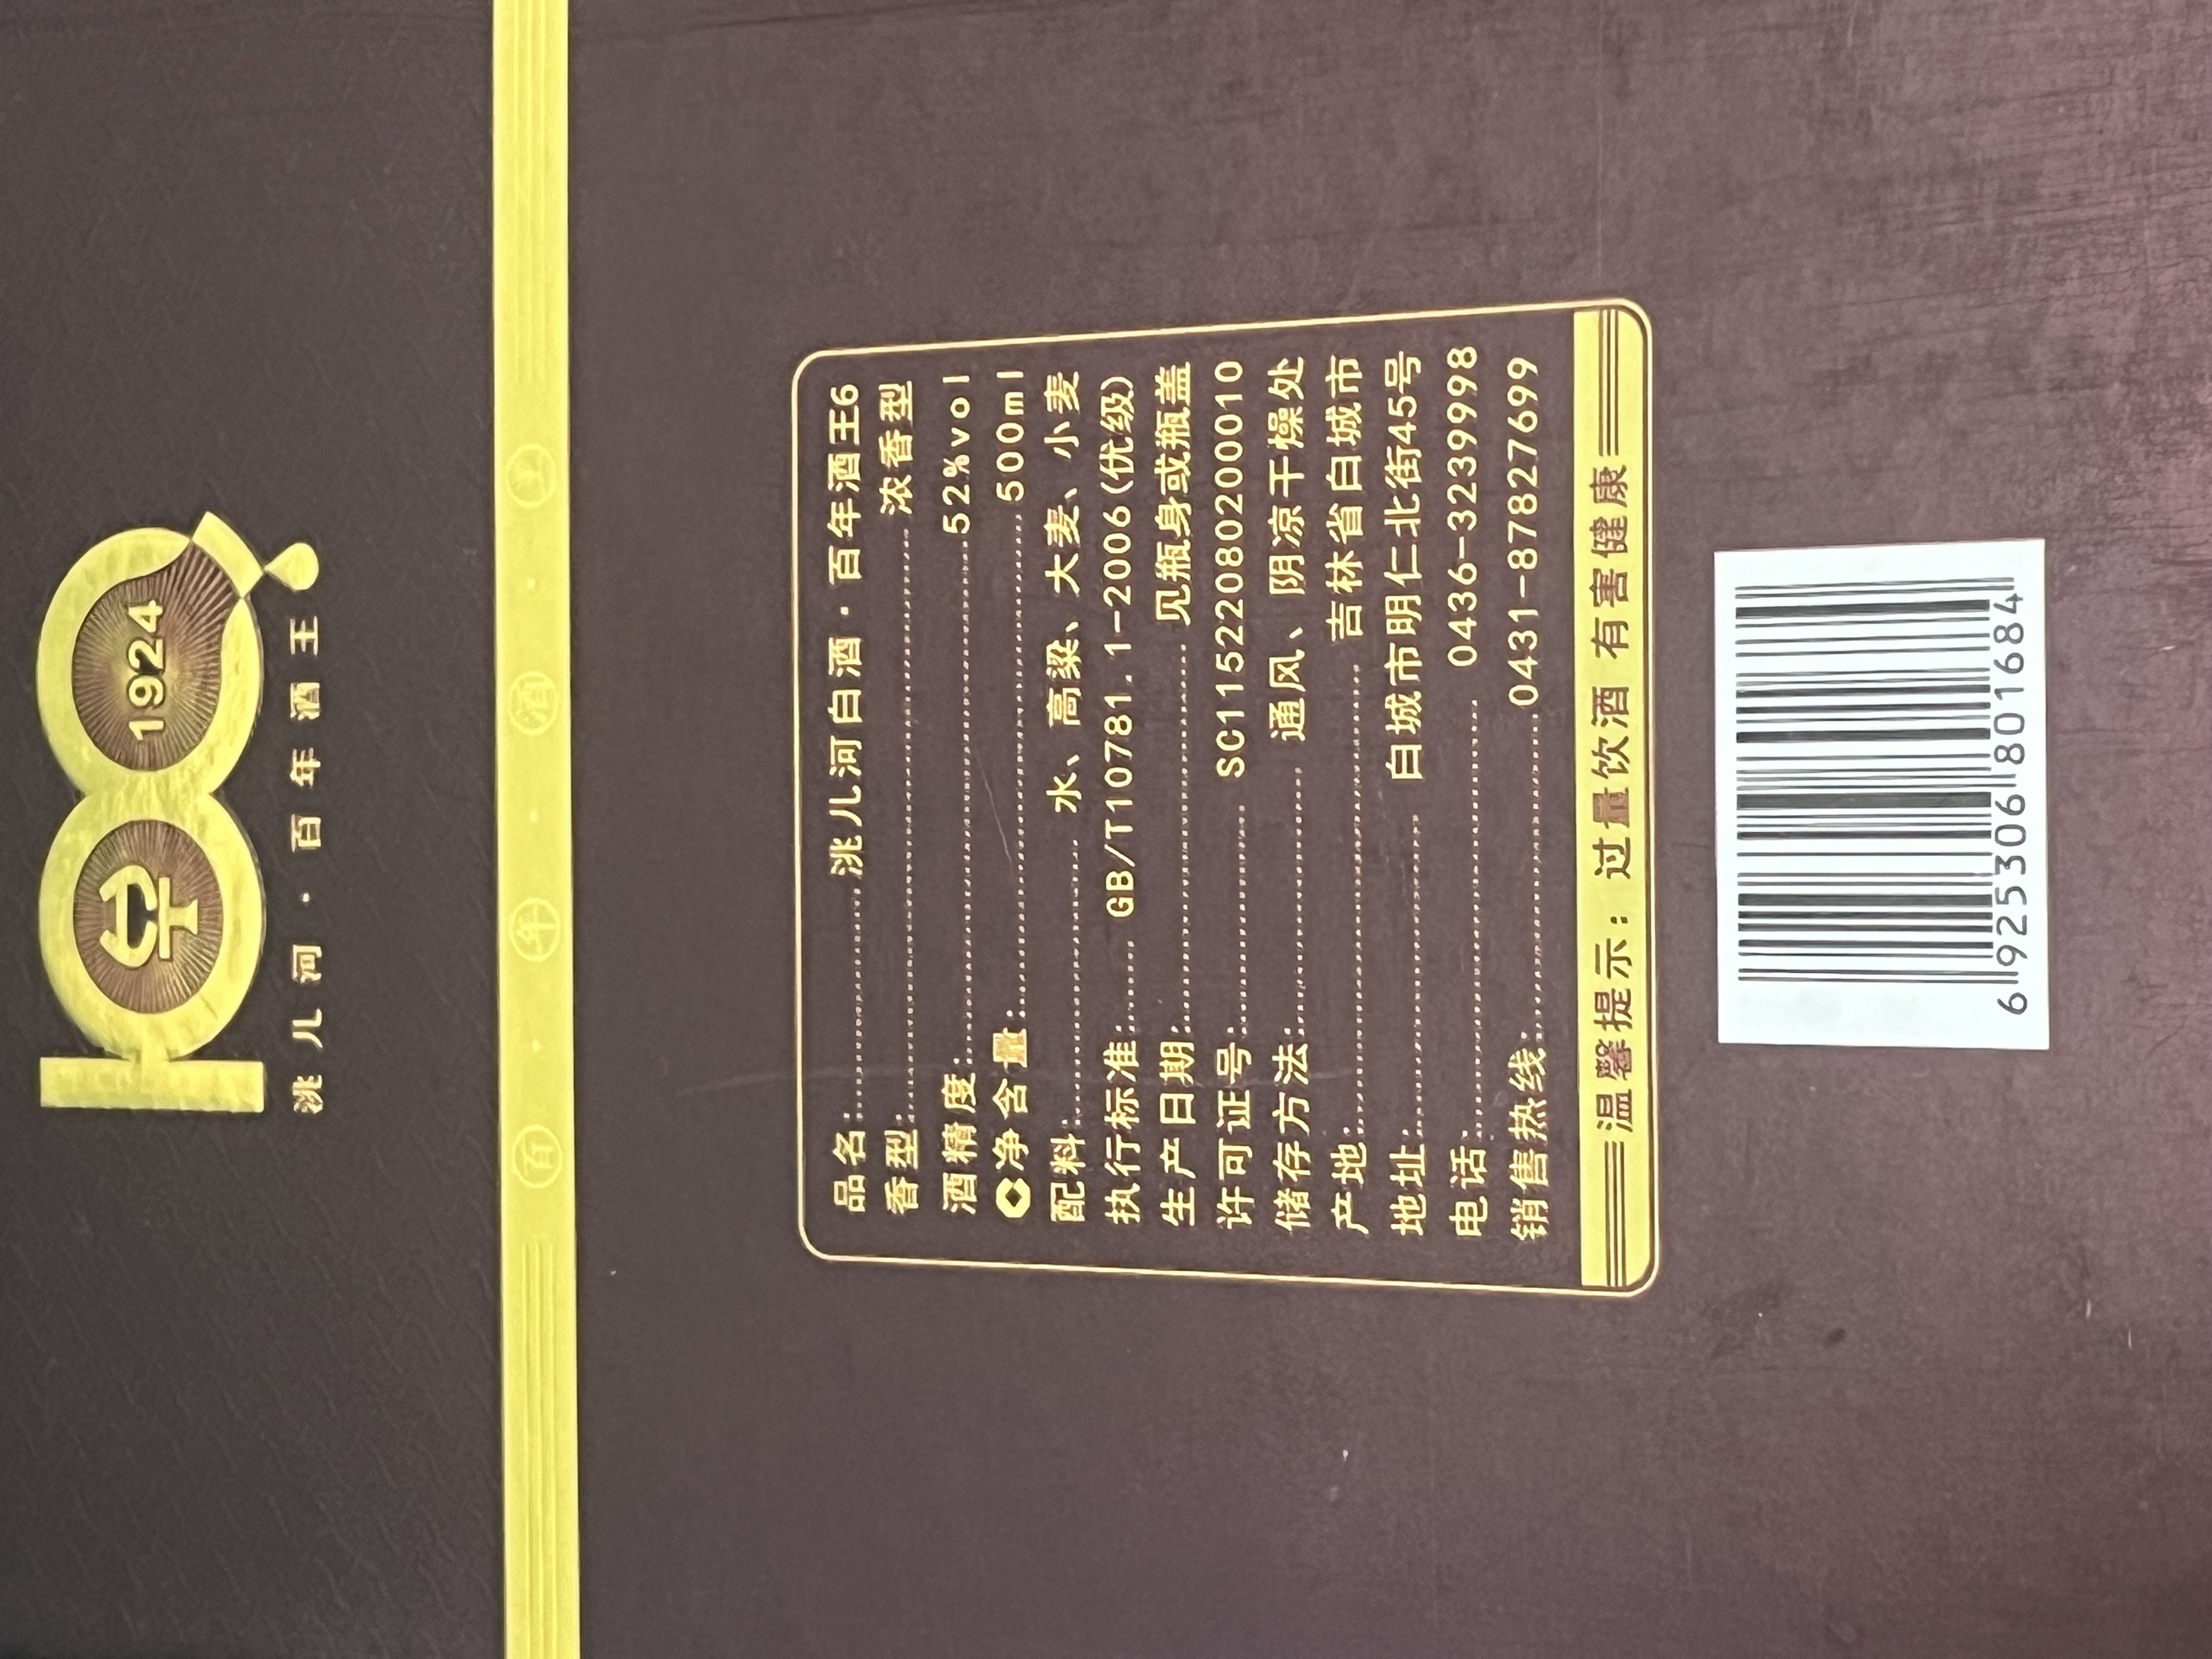 1924
洮儿河·百年酒王
百·年·酒·王
品名:洮儿河白酒·百年酒王6
香型:浓香型
酒精度:52%vol
净含量:500ml
配料:水、高粱、大麦、小麦
执行标准:GB/T10781.1-2006(优级)
生产日期:见瓶身或瓶盖
许可证号:SC11522080200010
储存方法:通风、阴凉干燥处
产地:吉林省白城市
地址:白城市明仁北街45号
电话:0436-3239998
销售热线:0431-87827699
温馨提示:过量饮酒 有害健康
6925306801684